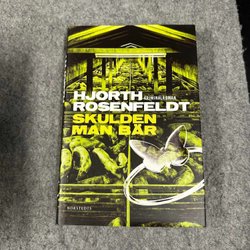 HJORTH
KRIMINALROMAN
ROSENFELDT
SKULDEN
MAN BÄR
NORSTEDTS